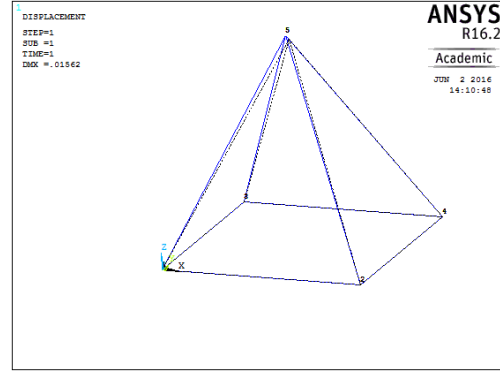 1
DISPLACEMENT
STEP=1
SUB =1
TIME=1
DMX =.01562
ANSYS
R16.2
Academic
JUN 2 2016
14:10:48
5
3
4
Z
X
2